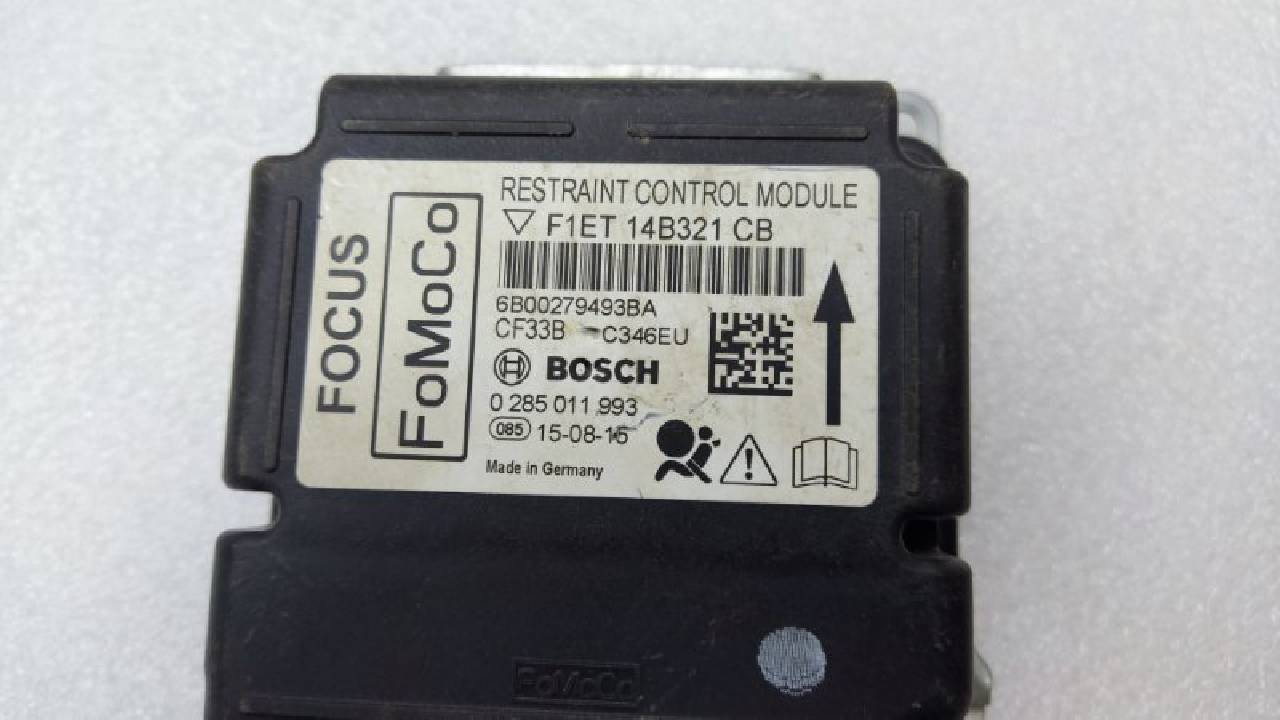 RESTRAINT CONTROL MODULE
F1ET 14B321 CB
6B00279493BA
CF33B C346EU
BOSCH
0 285 011 993
085 15-08-15
Made in Germany
FOCUS
FoMoCo
FoMoCo